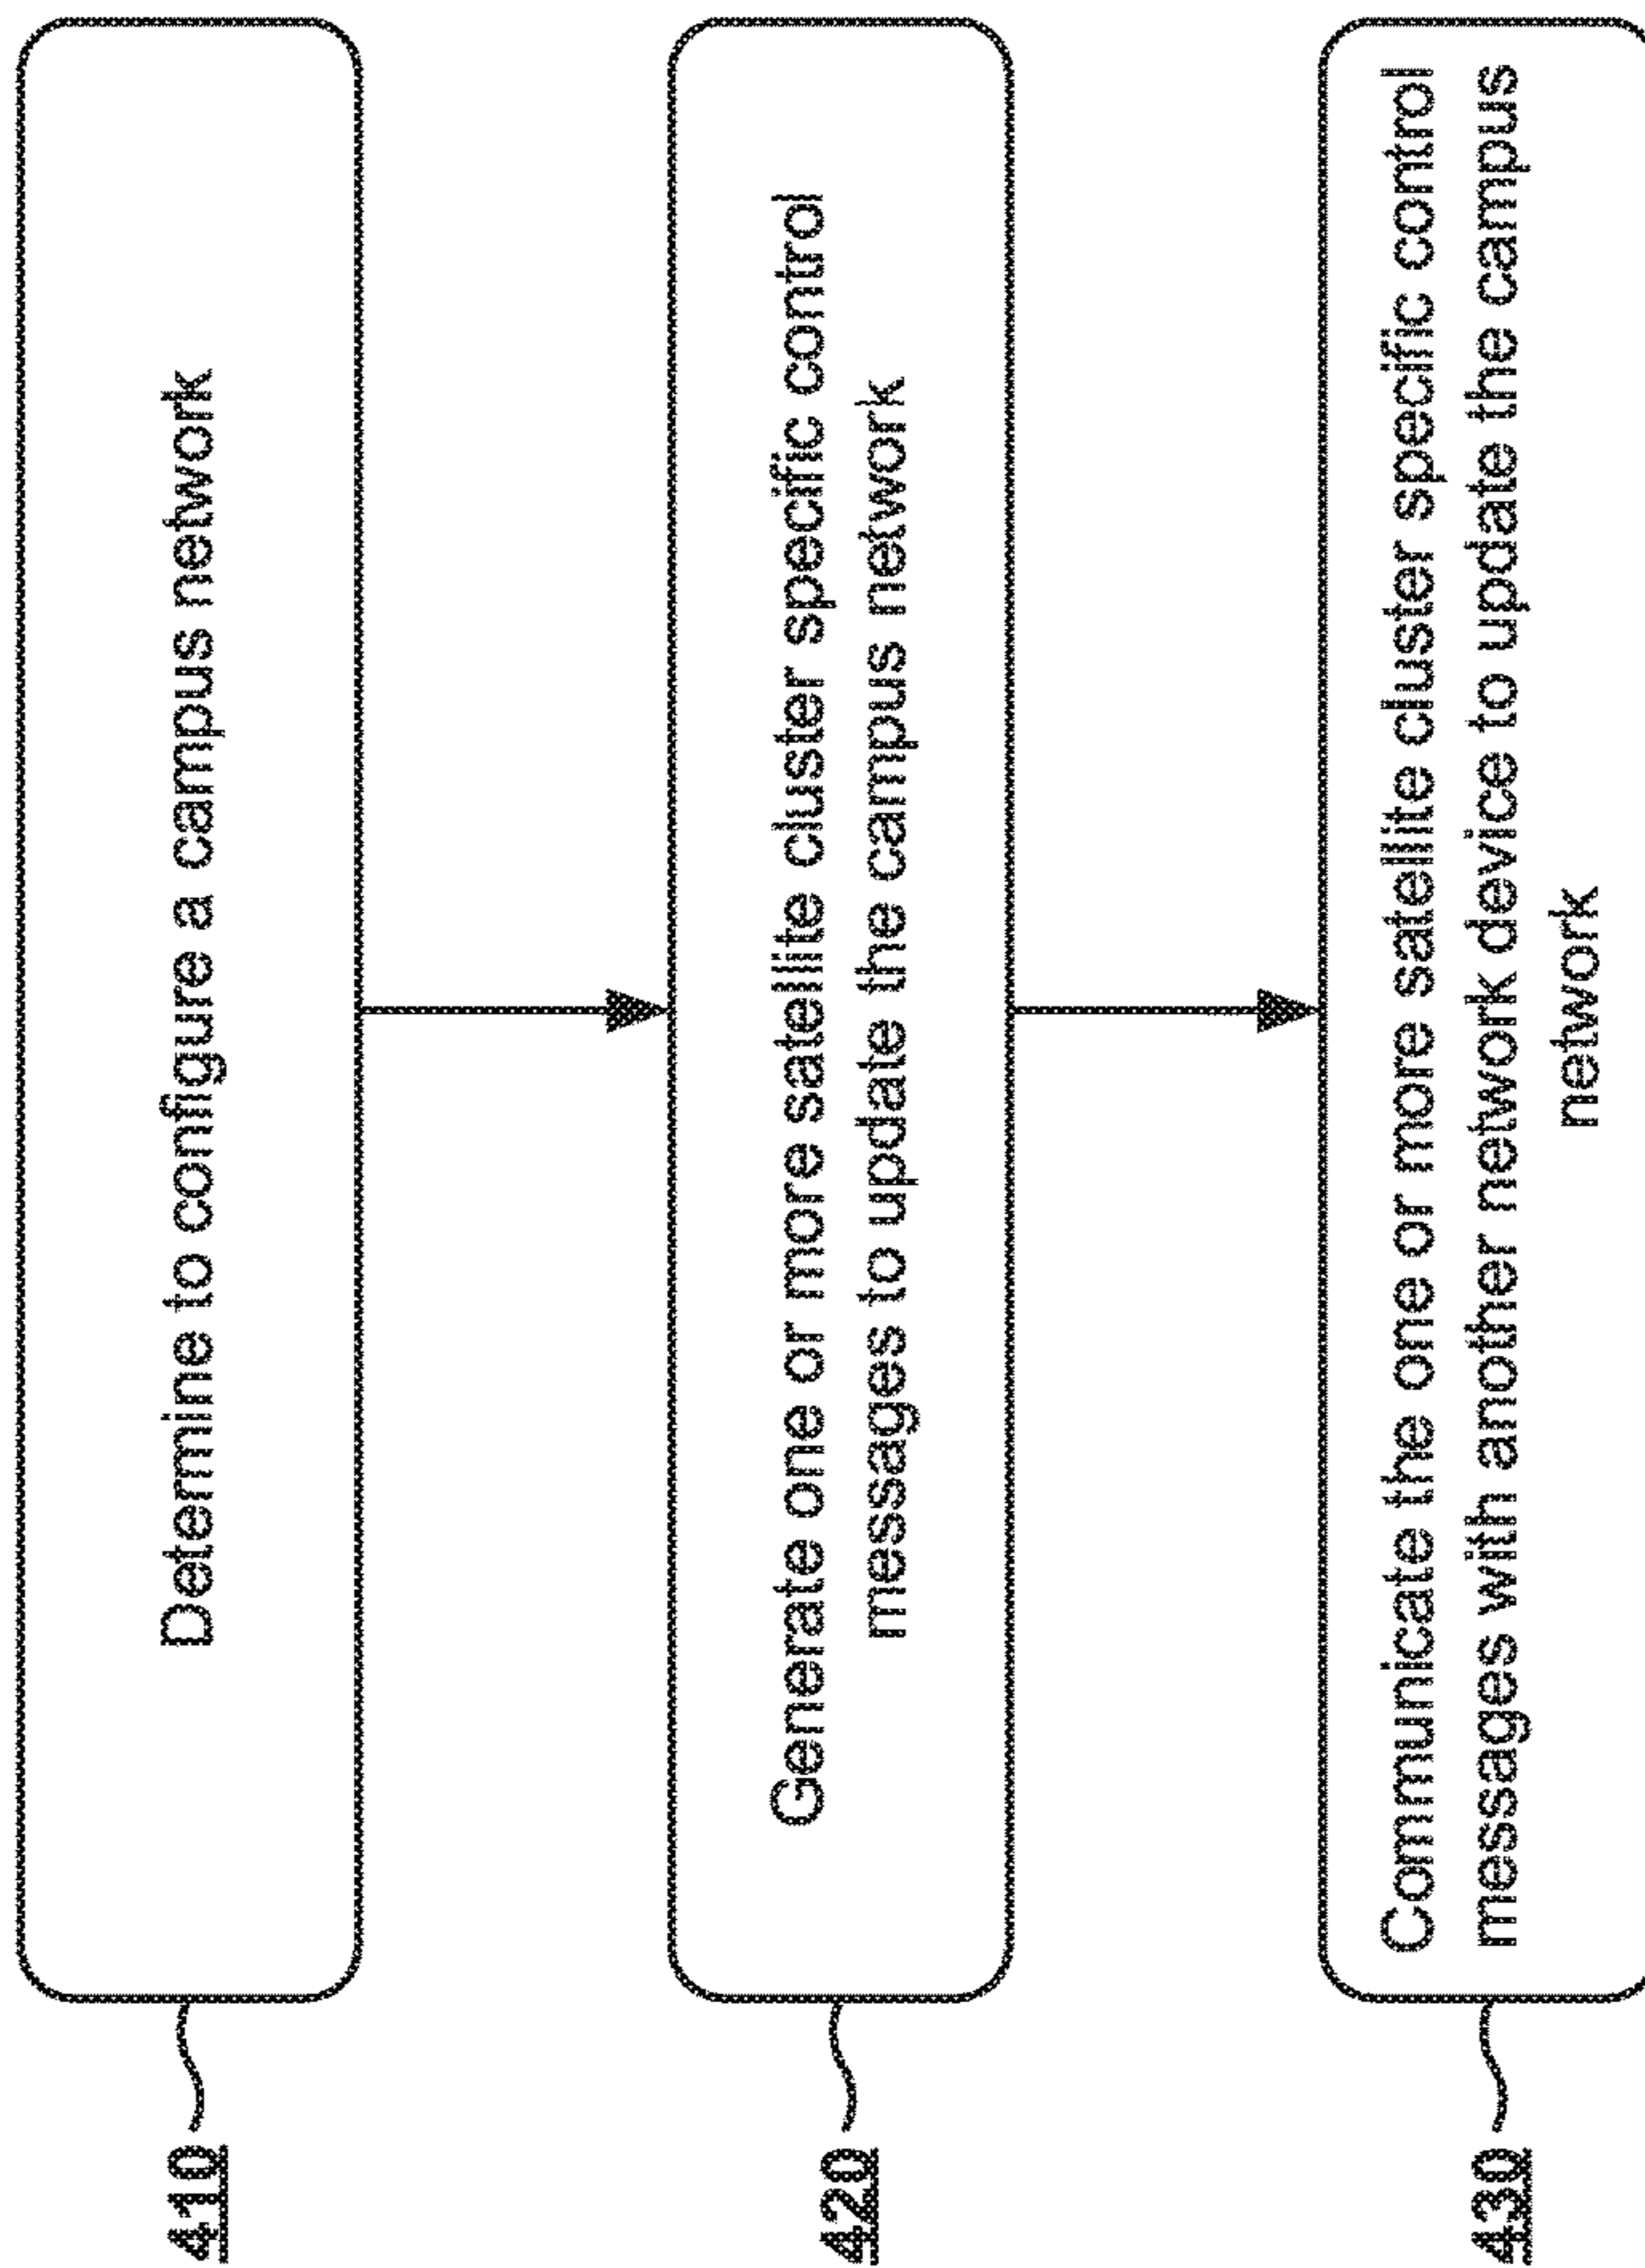 410
Determine to configure a campus network
420
Generate one or more satellite cluster specific control
messages to update the campus network
430
Communicate the one or more satellite cluster specific control
messages with another network device to update the campus
network